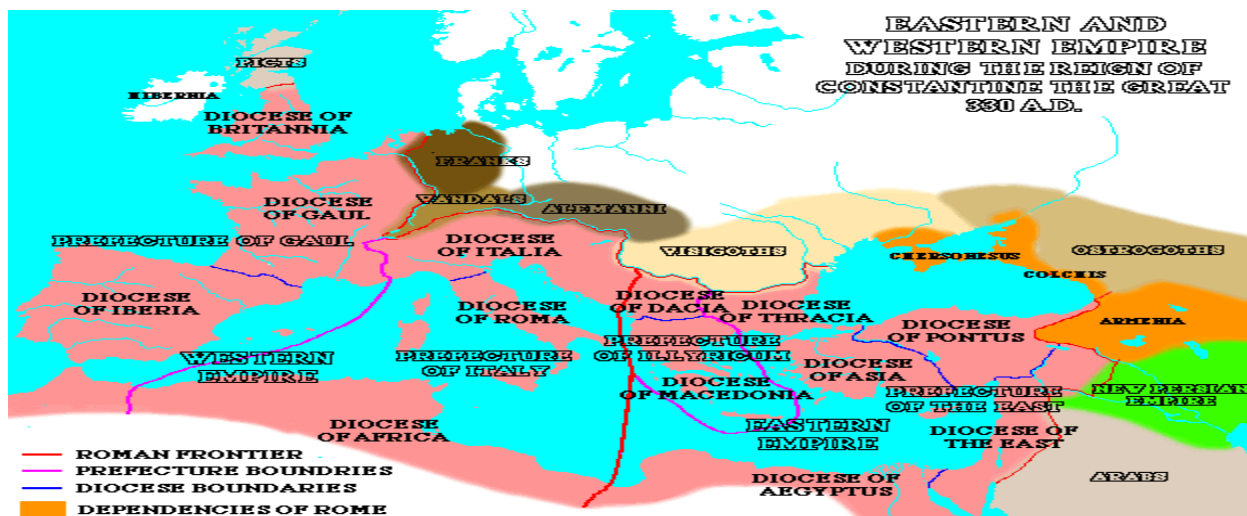 EASTERN AND
WESTERN EMPIRE
DURING THE REIGN OF
CONSTANTINE THE GREAT
330 A.D.
PICTS
HIBERNIA
DIOCESE OF
BRITANNIA
FRANKS
VANDALS
ALEMANNI
DIOCESE
OF GAUL
PREFECTURE OF GAUL
DIOCESE
OF ITALIA
VISIGOTHS
OSTROGOTHS
CHERSONESUS
COLCHIS
DIOCESE
OF IBERIA
DIOCESE
OF ROMA
DIOCESE
OF DACIA
DIOCESE
OF THRACIA
DIOCESE
OF PONTUS
ARMENIA
WESTERN
EMPIRE
PREFECTURE
OF ITALY
PREFECTURE
OF ILLYRICUM
DIOCESE
OF ASIA
DIOCESE
OF MACEDONIA
PREFECTURE
OF THE EAST
NEW PERSIAN
EMPIRE
DIOCESE
OF AFRICA
EASTERN
EMPIRE
DIOCESE OF
THE EAST
DIOCESE OF
AEGYPTUS
ARABS
ROMAN FRONTIER
PREFECTURE BOUNDRIES
DIOCESE BOUNDARIES
DEPENDENCIES OF ROME